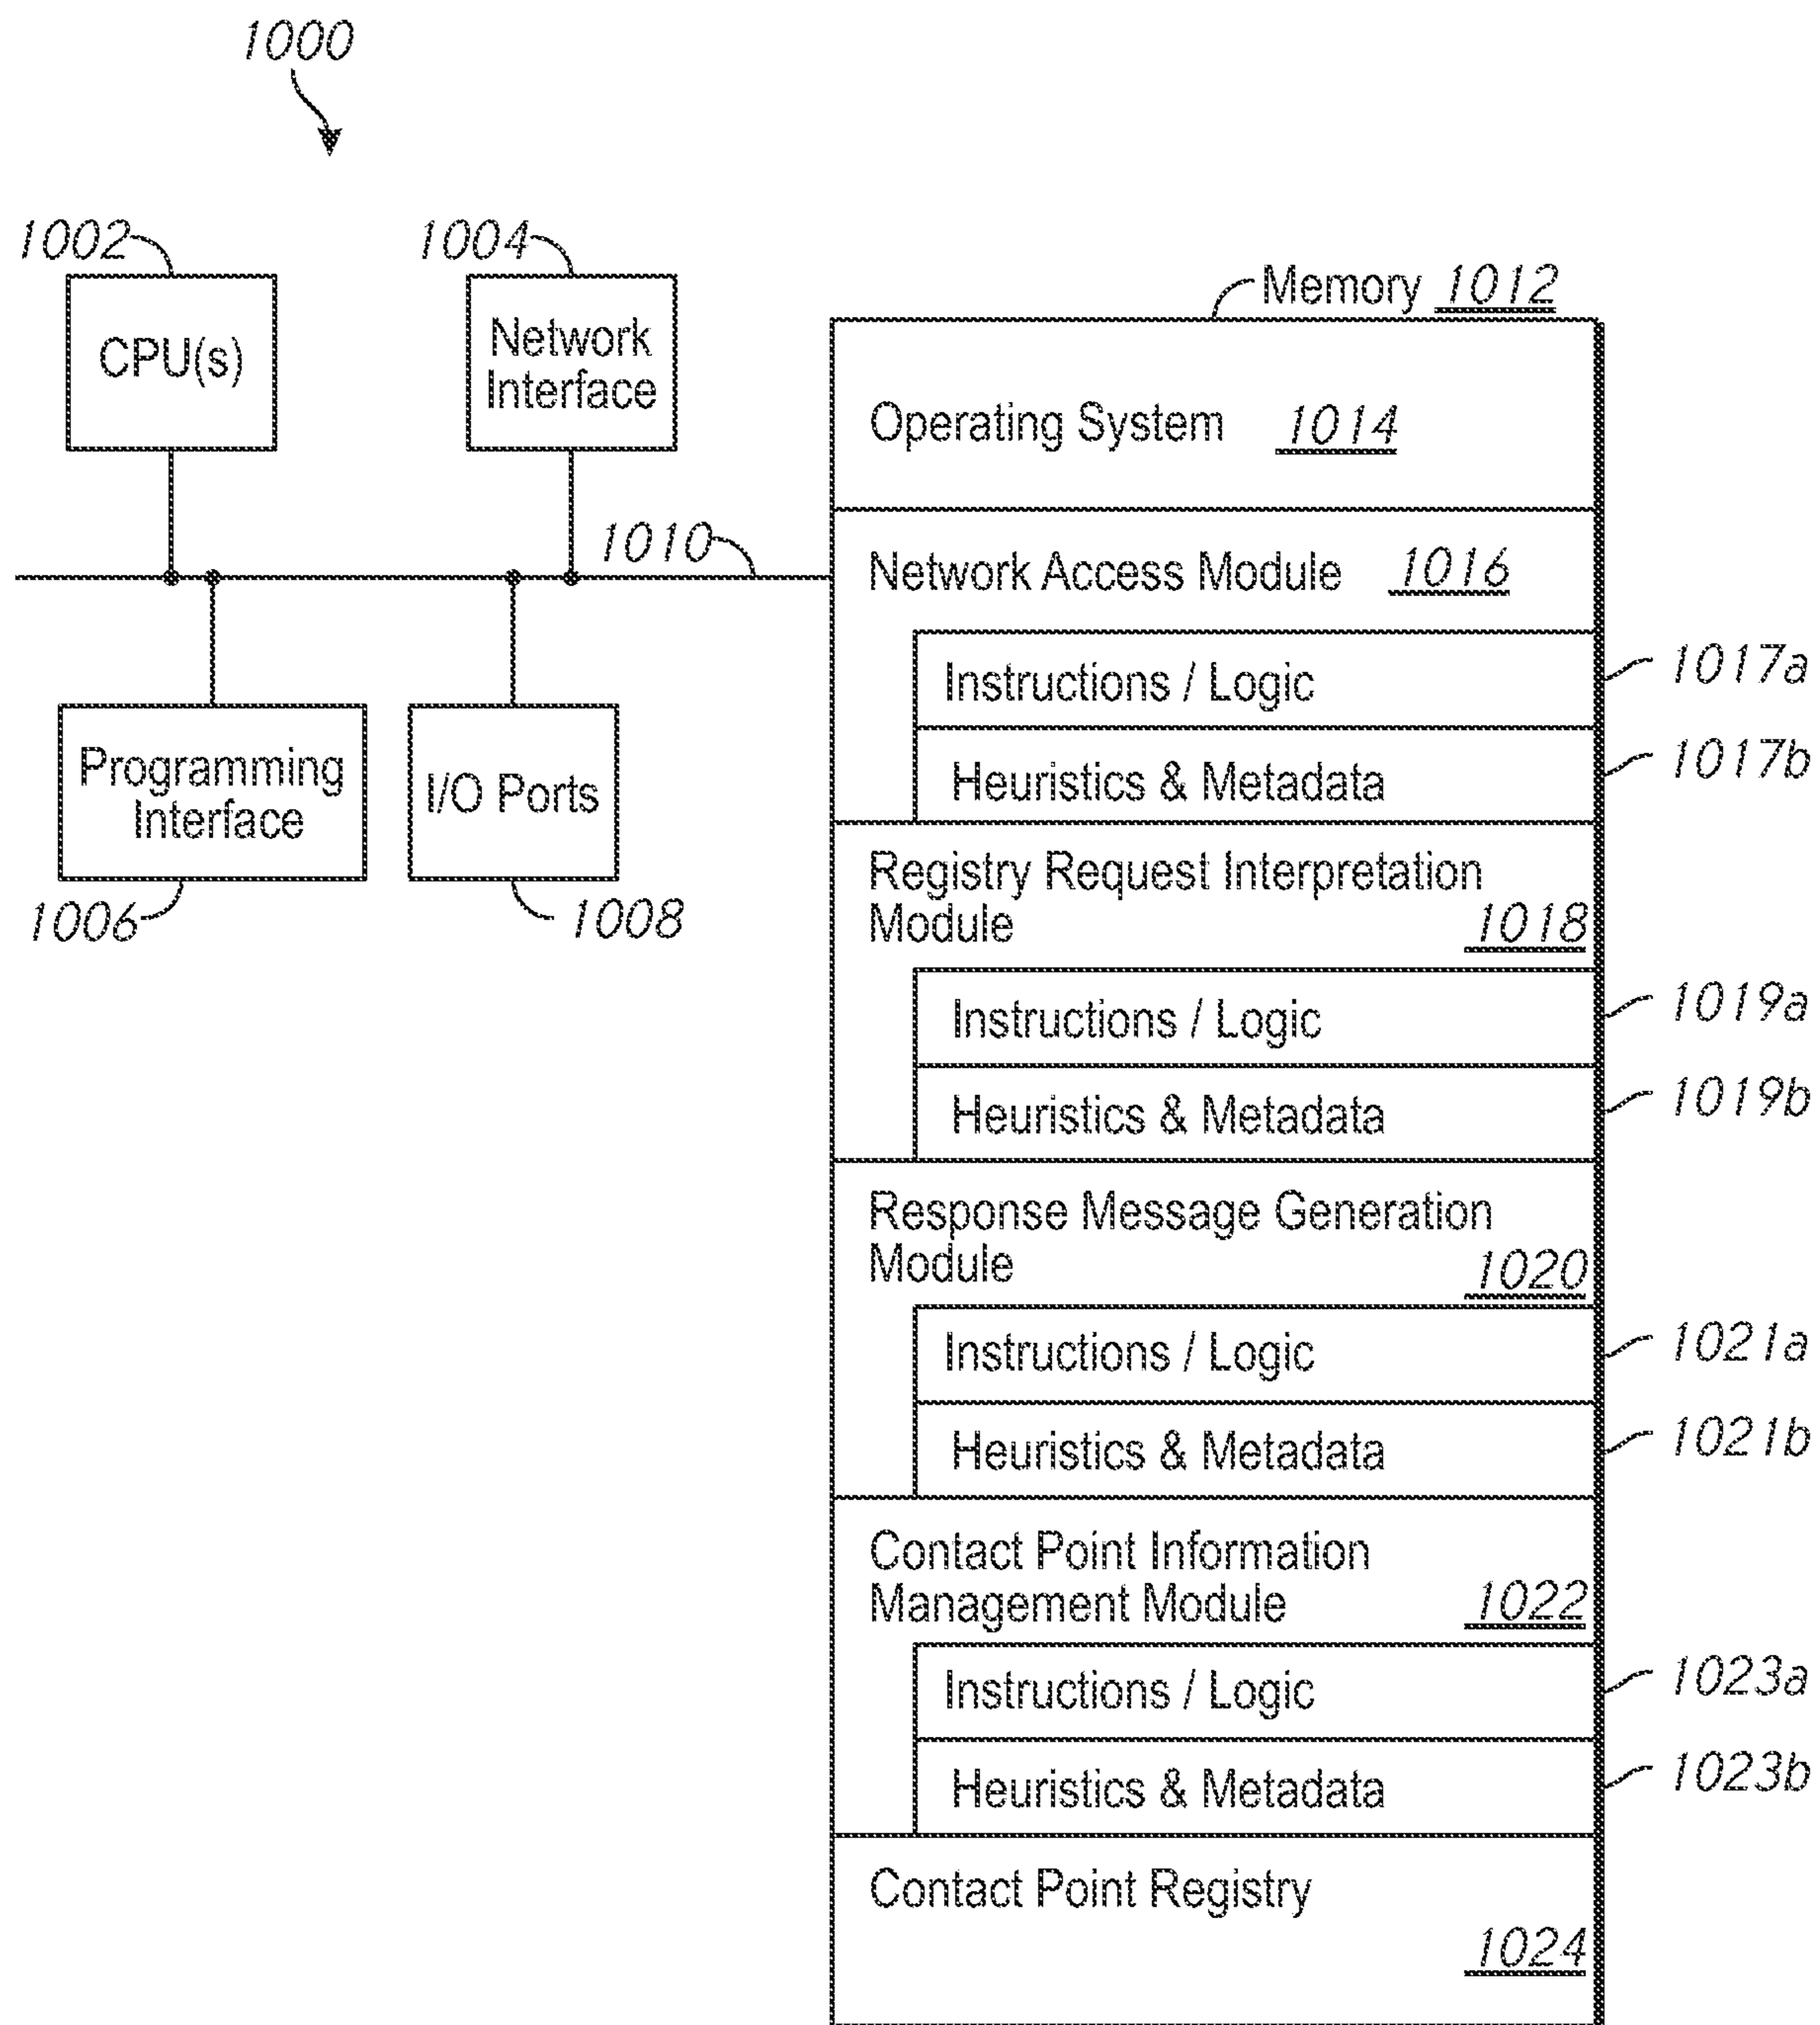 1000
1002
1004
CPU(s)
Network
Interface
1010
Programming
Interface
I/O Ports
1006
1008
Memory 1012
Operating System 1014
Network Access Module 1016
Instructions / Logic 1017a
Heuristics & Metadada 1017b
Registry Request Interpretation
Module 1018
Instructions / Logic 1019a
Heuristics & Metadata 1019b
Response Message Generation
Module 1020
Instructions / Logic 1021a
Heuristics & Metadata 1021b
Contact Point Information
Management Module 1022
Instructions / Logic 1023a
Heuristics & Metadata 1023b
Contact Point Registry
1024